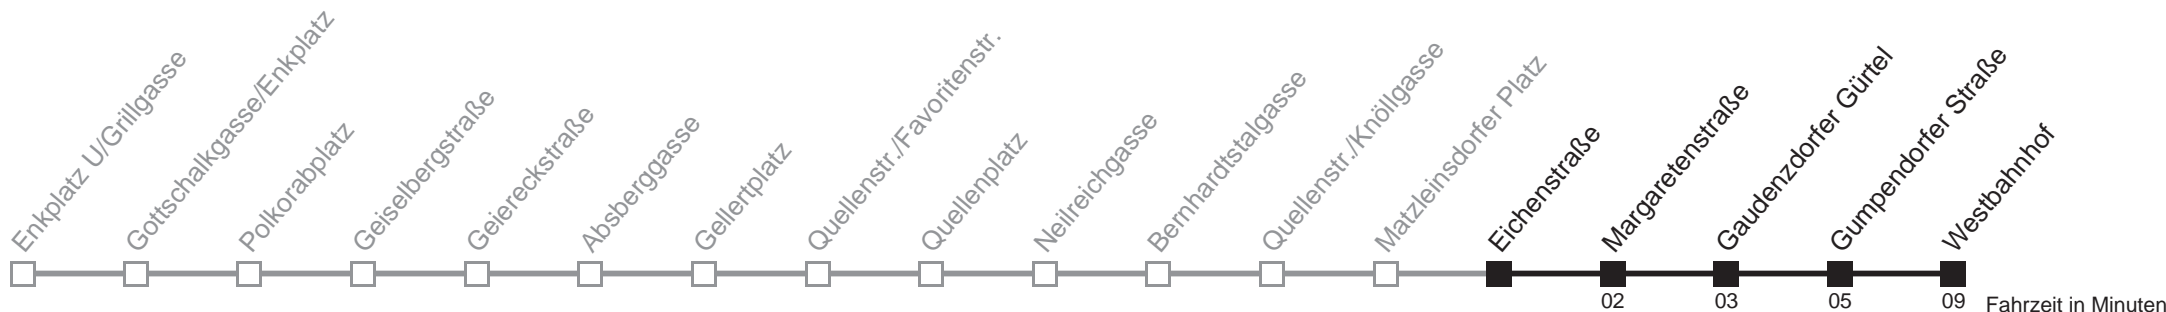 Enkplatz U/Grillgasse
Gottschalkgasse/Enkplatz
Polkorabplatz
Geiselbergstraße
Geiereckstraße
Absberggasse
Gellertplatz
Quellenstr./Favoritenstr.
Quellenplatz
Neilreichgasse
Bernhardtstalgasse
Quellenstr./Knöllgasse
Matzleinsdorfer Platz
Eichenstraße
Margaretenstraße
Gaudenzdorfer Gürtel
Gumpendorfer Straße
Westbahnhof
02 03 05 09 Fahrzeit in Minuten